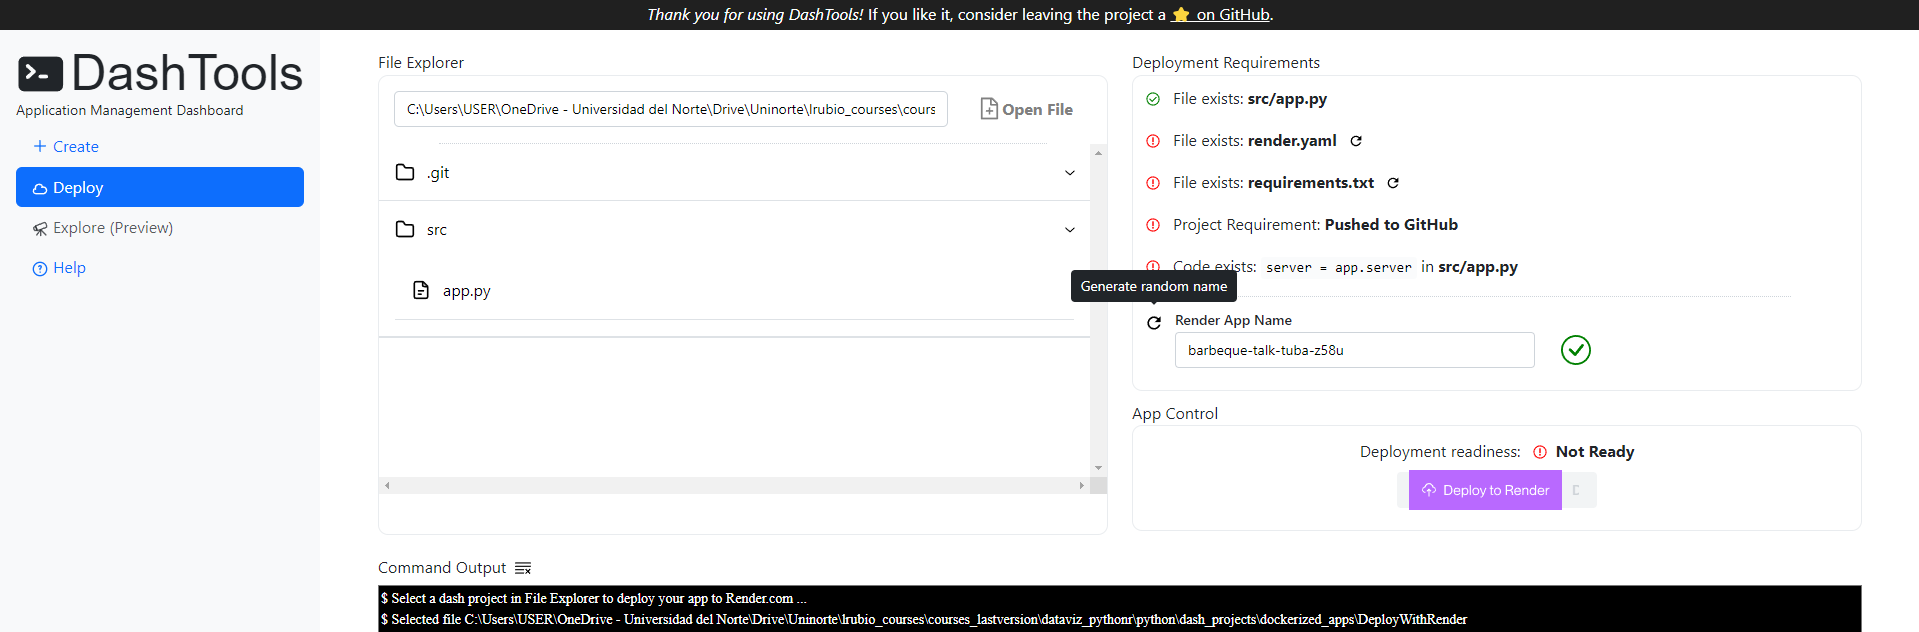 Thank you for using DashTools! If you like it, consider leaving the project a ⭐ on GitHub.
DashTools
Application Management Dashboard
Create
Deploy
Explore (Preview)
Help
File Explorer
C:\Users\USER\OneDrive - Universidad del Norte\Drive\Uninorte\lrubio_courses\cours
Open File
.git
src
app.py
Deployment Requirements
File exists: src/app.py
File exists: render.yaml
File exists: requirements.txt
Project Requirement: Pushed to GitHub
Code exists: server = app.server in src/app.py
Generate random name
Render App Name
barbeque-talk-tuba-z58u
App Control
Deployment readiness: Not Ready
Deploy to Render
Command Output
$ Select a dash project in File Explorer to deploy your app to Render.com ...
$ Selected file C:\Users\USER\OneDrive - Universidad del Norte\Drive\Uninorte\lrubio_courses\courses_lastversion\dataviz_pythonr\python\dash_projects\dockerized_apps\DeployWithRender